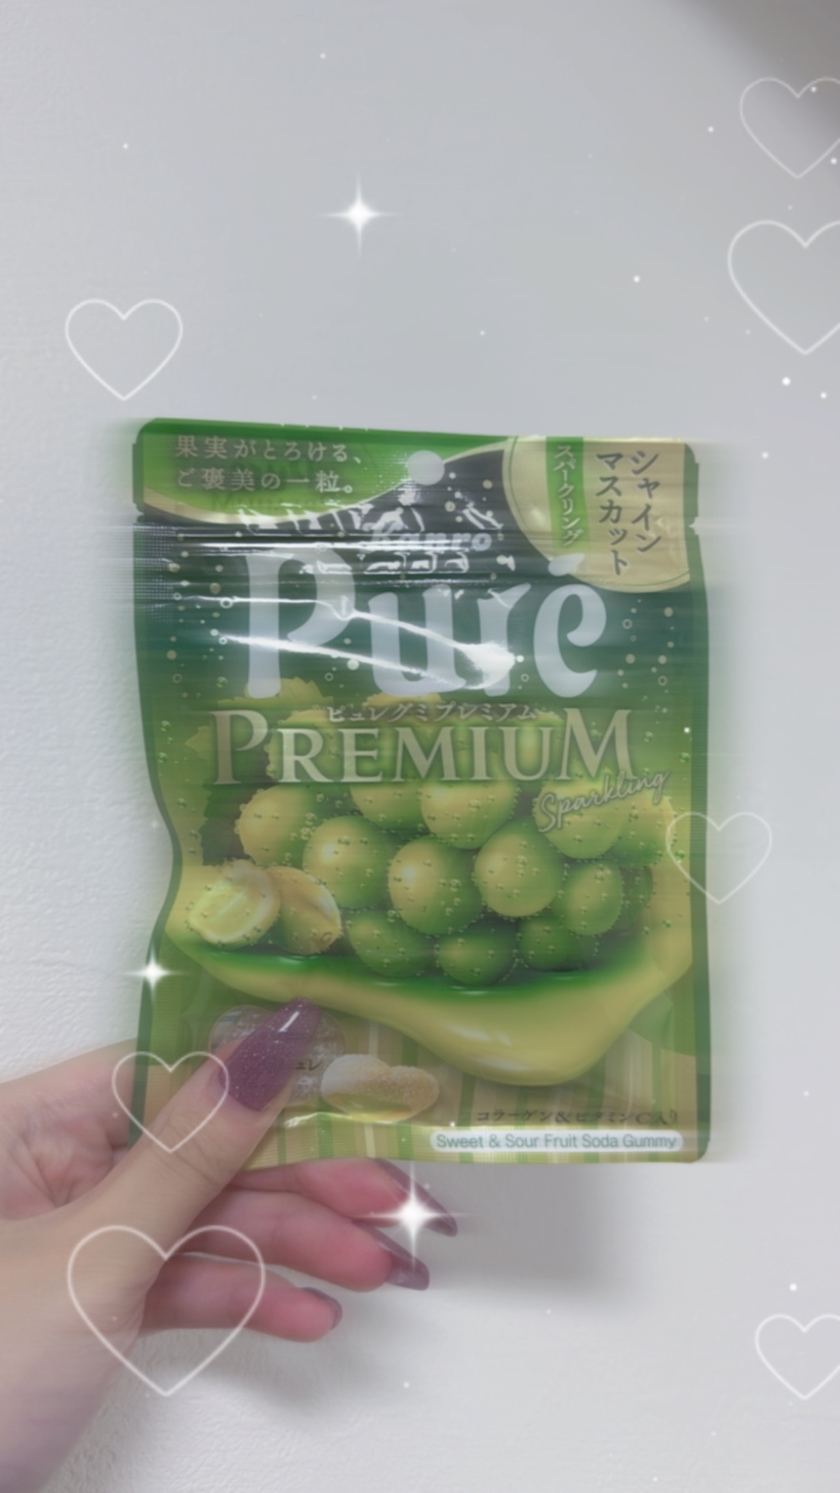 果実がとろける、
ご褒美の一粒。
シャイン
マスカット
スパークリング
Kanro
Puré
ピュレグミプレミアム
PREMIUM
Sparkling
コラーゲン&ビタミンC入り
Sweet & Sour Fruit Soda Gummy